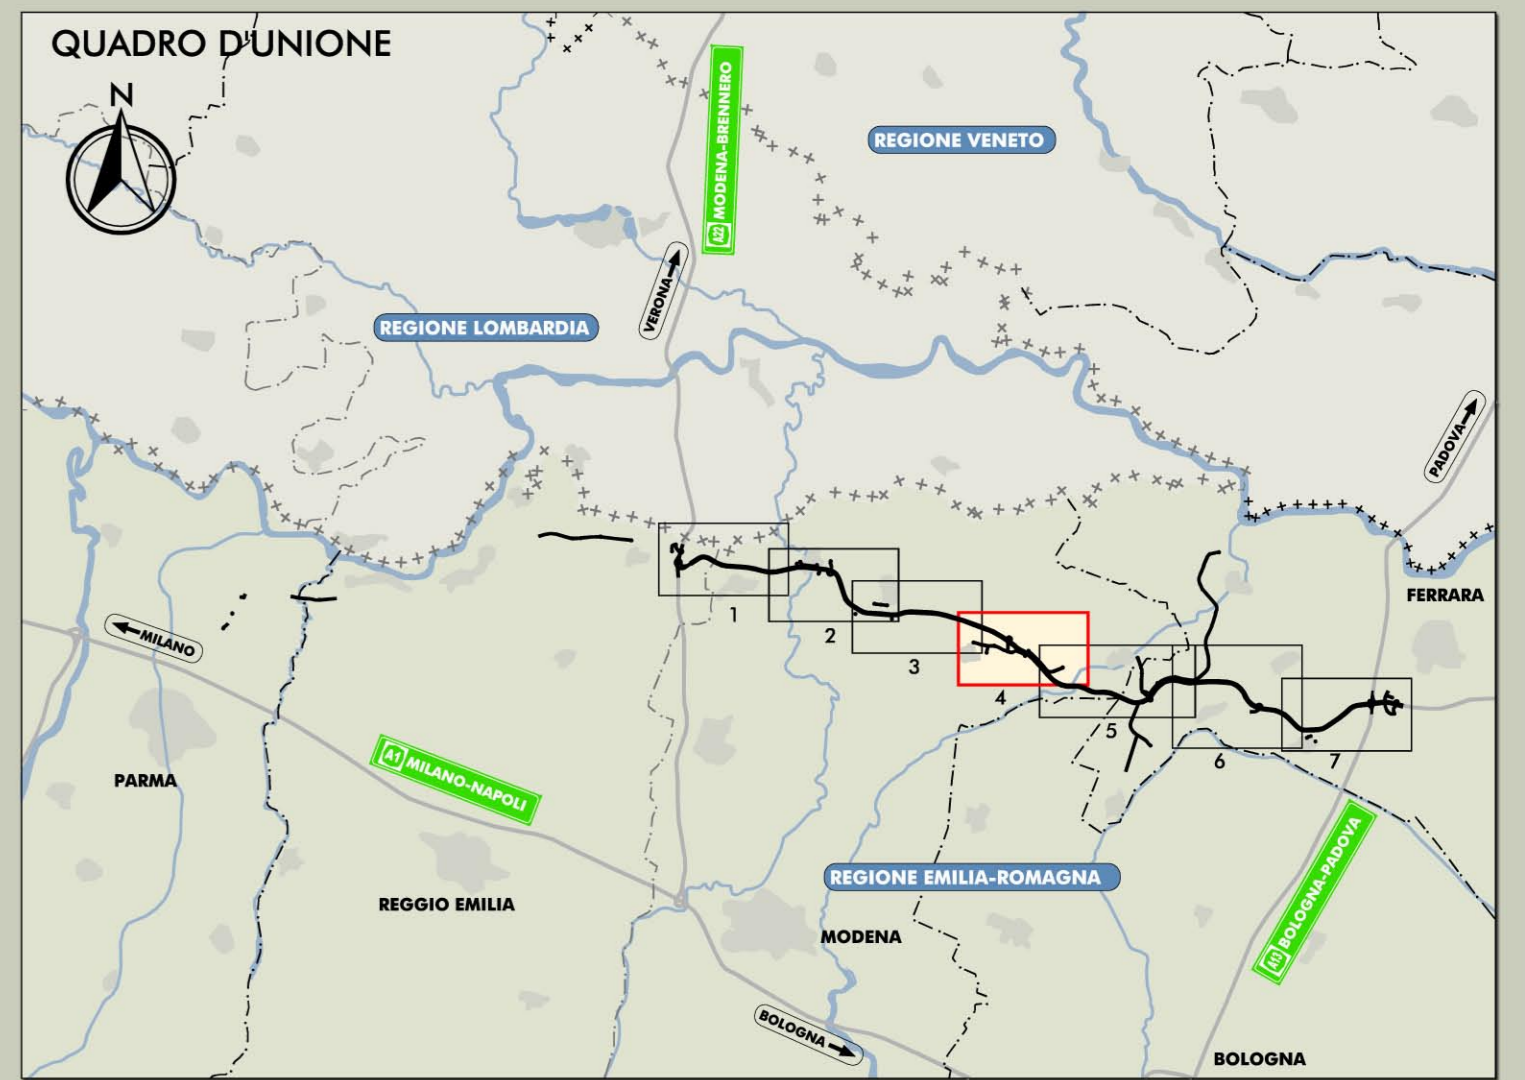 QUADRO D'UNIONE
N
A22 MODENA-BRENNERO
REGIONE VENETO
VERONA
REGIONE LOMBARDIA
PADOVA
FERRARA
1
2
3
4
5
6
7
MILANO
PARMA
A1 MILANO-NAPOLI
REGGIO EMILIA
REGIONE EMILIA-ROMAGNA
MODENA
A13 BOLOGNA-PADOVA
BOLOGNA
BOLOGNA